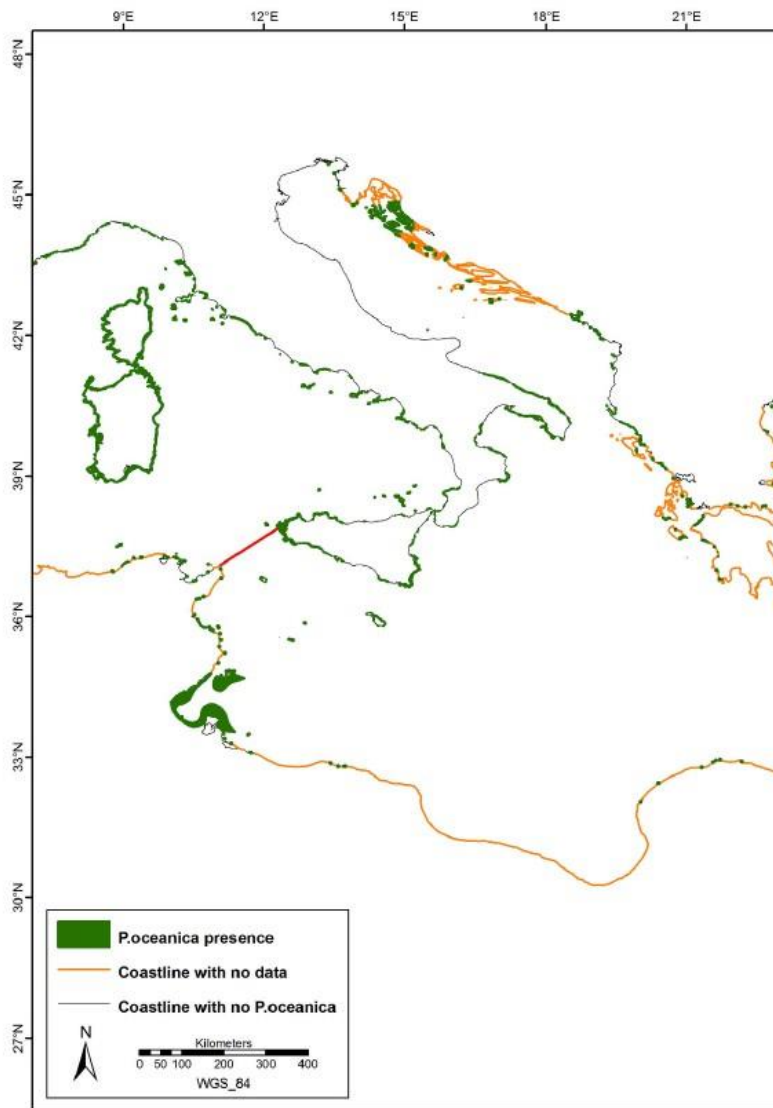 9°E 12°E 15°E 18°E 21°E
48°N
45°N
42°N
39°N
36°N
33°N
30°N
27°N
P.oceanica presence
Coastline with no data
Coastline with no P.oceanica
N
Kilometers
0 50 100 200 300 400
WGS_84